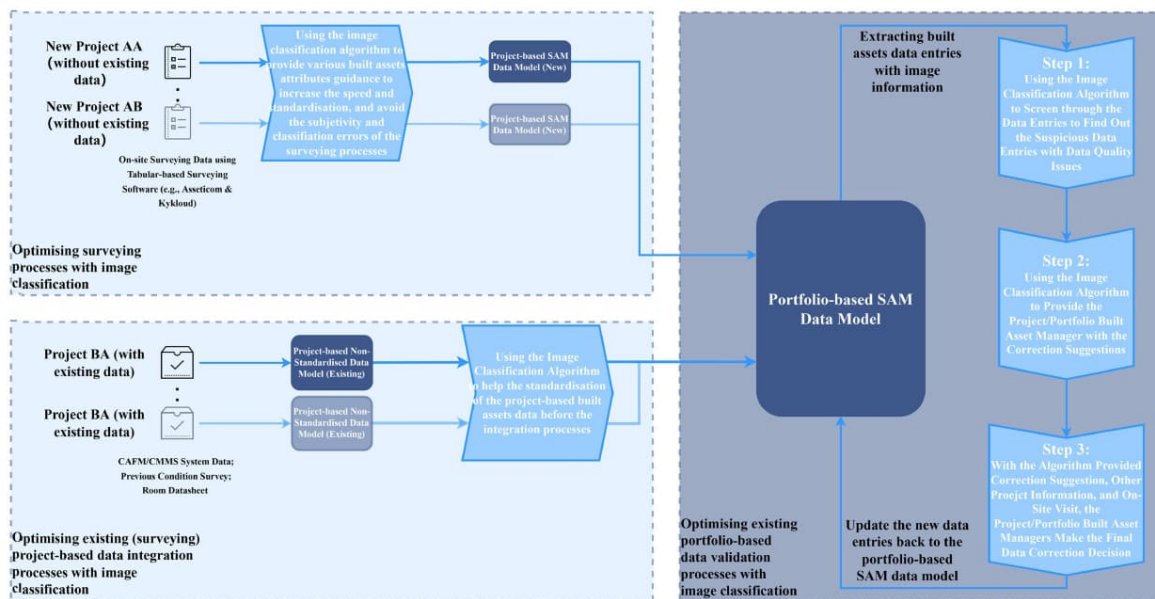 New Project AA
(without existing
data)
New Project AB
(without existing
data)
On-site Surveying Data using
Tabular-based Surveying
Software (e.g., Asseticom &
Kykloud)
Using the image
classification algorithm to
provide various built assets
attributes guidance to
increase the speed and
standardisation, and avoid
the subjetivity and
classifiation errors of the
surveying processes
Project-based SAM
Data Model (New)
Project-based SAM
Data Model (New)
Optimising surveying
processes with image
classification
Project BA (with
existing data)
Project BA (with
existing data)
CAFM/CMMS System Data;
Previous Condition Survey;
Room Datasheet
Project-based Non-
Standardised Data
Model (Existing)
Project-based Non-
Standardised Data
Model (Existing)
Using the Image
Classification Algorithm
to help the standardisation
of the project-based built
assets data before the
integration processes
Optimising existing (surveying)
project-based data integration
processes with image
classification
Portfolio-based SAM
Data Model
Extracting built
assets data entries
with image
information
Step 1:
Using the Image
Classification Algorithm
to Screen through the
Data Entries to Find Out
the Suspicious Data
Entries with Data Quality
Issues
Step 2:
Using the Image
Classification Algorithm
to Provide the
Project/Portfolio Built
Asset Manager with the
Correction Suggestions
Step 3:
With the Algorithm Provided
Correction Suggestion, Other
Proejct Information, and On-
Site Visit, the
Project/Portfolio Built Asset
Managers Make the Final
Data Correction Decision
Update the new data
entries back to the
portfolio-based
SAM data model
Optimising existing
portfolio-based
data validation
processes with
image classification